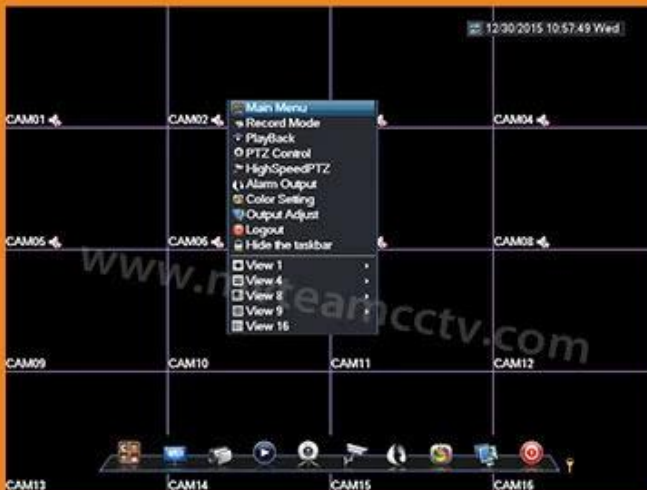 12/30/2015 10:57:49 Wed
CAM01
CAM02
CAM04
Main Menu
Record Mode
PlayBack
PTZ Control
HighSpeedPTZ
Alarm Output
Color Setting
Output Adjust
Logout
Hide the taskbar
View 1
View 4
View 8
View 9
View 16
CAM05
CAM06
CAM08
CAM09
CAM10
CAM11
CAM12
CAM13
CAM14
CAM15
CAM16